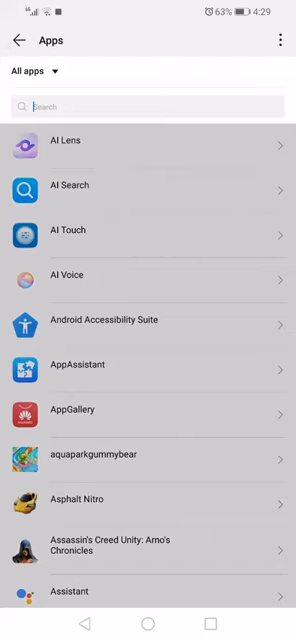 63% 4:29
Apps
All apps
Search
AI Lens
AI Search
AI Touch
AI Voice
Android Accessibility Suite
AppAssistant
AppGallery
aquaparkgummybear
Asphalt Nitro
Assassin's Creed Unity: Arno's
Chronicles
Assistant